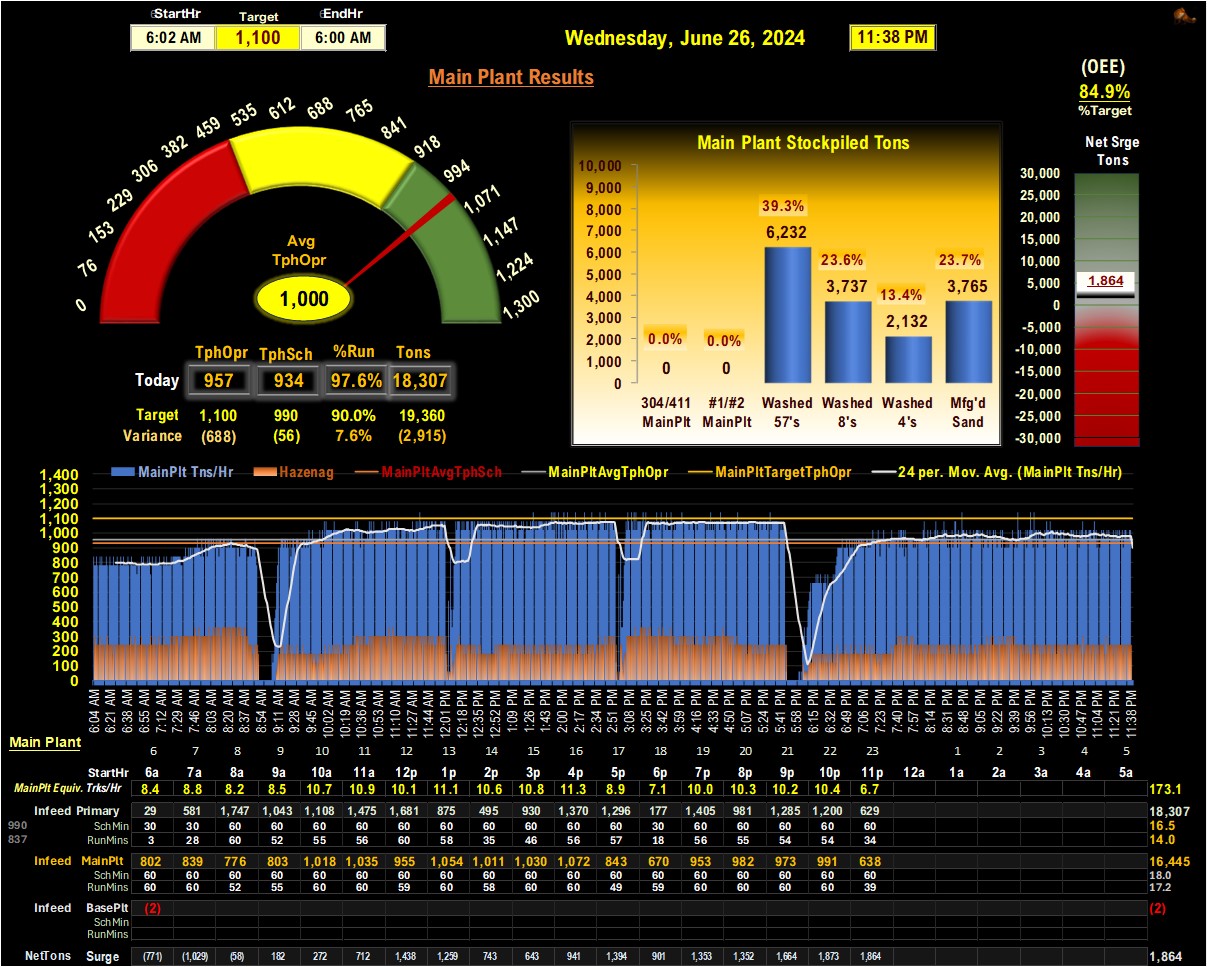 StartHr Target EndHr
6:02 AM 1,100 6:00 AM
Wednesday, June 26, 2024 11:38 PM
Main Plant Results
(OEE)
84.9%
%Target
Net Srge
Tons
0 76 153 229 306 382 459 535 612 688 765 841 918 994 1,071 1,147 1,224 1,300
Avg
TphOpr
1,000
TphOpr TphSch %Run Tons
Today 957 934 97.6% 18,307
Target 1,100 990 90.0% 19,360
Variance (688) (56) 7.6% (2,915)
Main Plant Stockpiled Tons
10,000
9,000
8,000
7,000
6,000
5,000
4,000
3,000
2,000
1,000
0
0.0% 0.0% 39.3% 23.6% 13.4% 23.7%
0 0 6,232 3,737 2,132 3,765
304/411 #1/#2 Washed Washed Washed Mfg'd
MainPlt MainPlt 57's 8's 4's Sand
30,000
25,000
20,000
15,000
10,000
5,000
0
-5,000
-10,000
-15,000
-20,000
-25,000
-30,000
1,864
MainPlt Tns/Hr Hazenag MainPltAvgTphSch MainPltAvgTphOpr MainPltTargetTphOpr 24 per. Mov. Avg. (MainPlt Tns/Hr)
1,400
1,300
1,200
1,100
1,000
900
800
700
600
500
400
300
200
100
0
6:04 AM 6:21 AM 6:38 AM 6:55 AM 7:12 AM 7:29 AM 7:46 AM 8:03 AM 8:20 AM 8:37 AM 8:54 AM 9:11 AM 9:28 AM 9:45 AM 10:02 AM 10:19 AM 10:36 AM 10:53 AM 11:10 AM 11:27 AM 11:44 AM 12:01 PM 12:18 PM 12:35 PM 12:52 PM 1:09 PM 1:26 PM 1:43 PM 2:00 PM 2:17 PM 2:34 PM 2:51 PM 3:08 PM 3:25 PM 3:42 PM 3:59 PM 4:16 PM 4:33 PM 4:50 PM 5:07 PM 5:24 PM 5:41 PM 5:58 PM 6:15 PM 6:32 PM 6:49 PM 7:06 PM 7:23 PM 7:40 PM 7:57 PM 8:14 PM 8:31 PM 8:48 PM 9:05 PM 9:22 PM 9:39 PM 9:56 PM 10:13 PM 10:30 PM 10:47 PM 11:04 PM 11:21 PM 11:38 PM
Main Plant
6 7 8 9 10 11 12 13 14 15 16 17 18 19 20 21 22 23 1 2 3 4 5
StartHr 6a 7a 8a 9a 10a 11a 12p 1p 2p 3p 4p 5p 6p 7p 8p 9p 10p 11p 12a 1a 2a 3a 4a 5a
MainPlt Equiv. Trks/Hr 8.4 8.8 8.2 8.5 10.7 10.9 10.1 11.1 10.6 10.8 11.3 8.9 7.1 10.0 10.3 10.2 10.4 6.7 173.1
Infeed Primary 29 581 1,747 1,043 1,108 1,475 1,681 875 495 930 1,370 1,296 177 1,405 981 1,285 1,200 629 18,307
990 SchMin 30 30 60 60 60 60 60 60 60 60 60 60 30 60 60 60 60 60 16.5
837 RunMins 3 28 60 52 55 56 60 58 35 46 56 57 18 56 55 54 54 34 14.0
Infeed MainPlt 802 839 776 803 1,018 1,035 955 1,054 1,011 1,030 1,072 843 670 953 982 973 991 638 16,445
SchMin 60 60 60 60 60 60 60 60 60 60 60 60 60 60 60 60 60 60 18.0
RunMins 60 60 52 55 60 60 59 60 58 60 60 49 59 60 60 60 60 39 17.2
Infeed BasePlt (2) (2)
SchMin
RunMins
NetTons Surge (771) (1,029) (58) 182 272 712 1,438 1,259 743 643 941 1,394 901 1,353 1,352 1,664 1,873 1,864 1,864